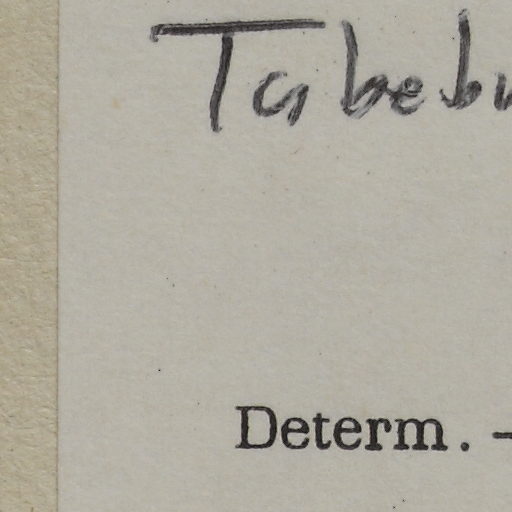 Tabebu
Determ. –